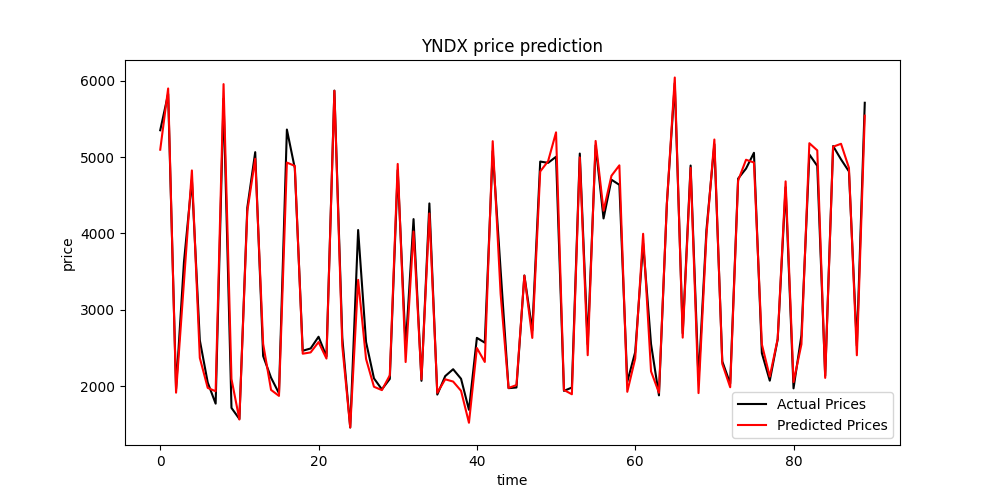 YNDX price prediction
6000
5000
4000
3000
2000
price
0 20 40 60 80
time
Actual Prices
Predicted Prices